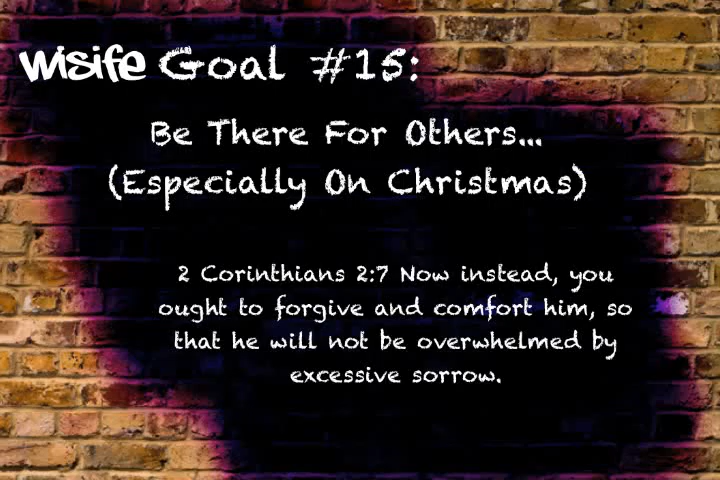 wisife Goal #15:
Be There For Others...
(Especially On Christmas)
2 Corinthians 2:7 Now instead, you
ought to forgive and comfort him, so
that he will not be overwhelmed by
excessive sorrow.